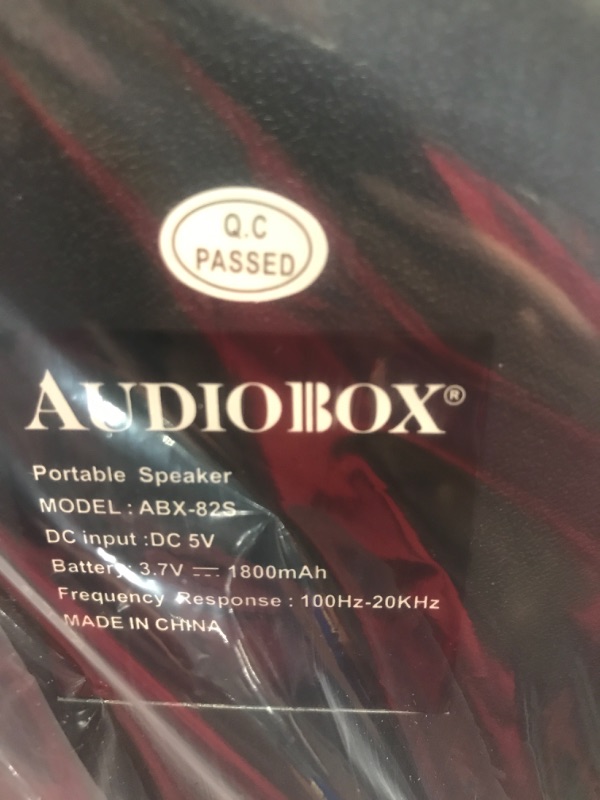 Q.C
PASSED
AUDIOBOX®
Portable Speaker
MODEL : ABX-82S
DC input :DC 5V
Battery: 3.7V ⎓ 1800mAh
Frequency Response : 100Hz-20KHz
MADE IN CHINA